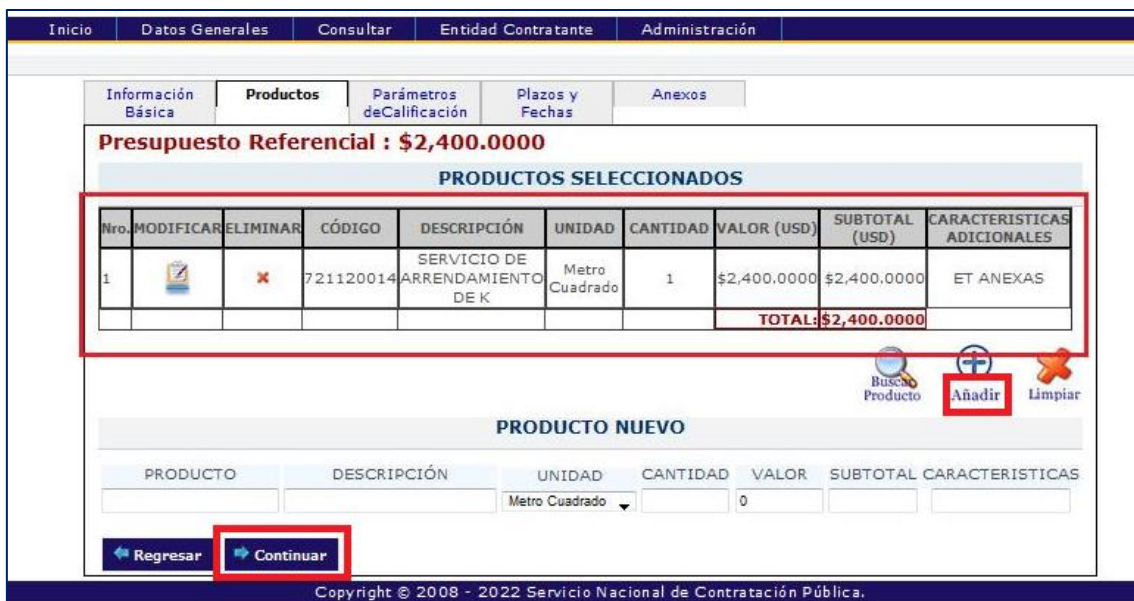 Inicio Datos Generales Consultar Entidad Contratante Administración
Información Básica Productos Parámetros deCalificación Plazos y Fechas Anexos
Presupuesto Referencial : $2,400.0000
PRODUCTOS SELECCIONADOS
Nro. MODIFICAR ELIMINAR CÓDIGO DESCRIPCIÓN UNIDAD CANTIDAD VALOR (USD) SUBTOTAL (USD) CARACTERISTICAS ADICIONALES
1 721120014 SERVICIO DE ARRENDAMIENTO DE K Metro Cuadrado 1 $2,400.0000 $2,400.0000 ET ANEXAS
TOTAL: $2,400.0000
Buscar Producto Añadir Limpiar
PRODUCTO NUEVO
PRODUCTO DESCRIPCIÓN UNIDAD CANTIDAD VALOR SUBTOTAL CARACTERISTICAS
Metro Cuadrado 0
Regresar Continuar
Copyright © 2008 - 2022 Servicio Nacional de Contratación Pública.